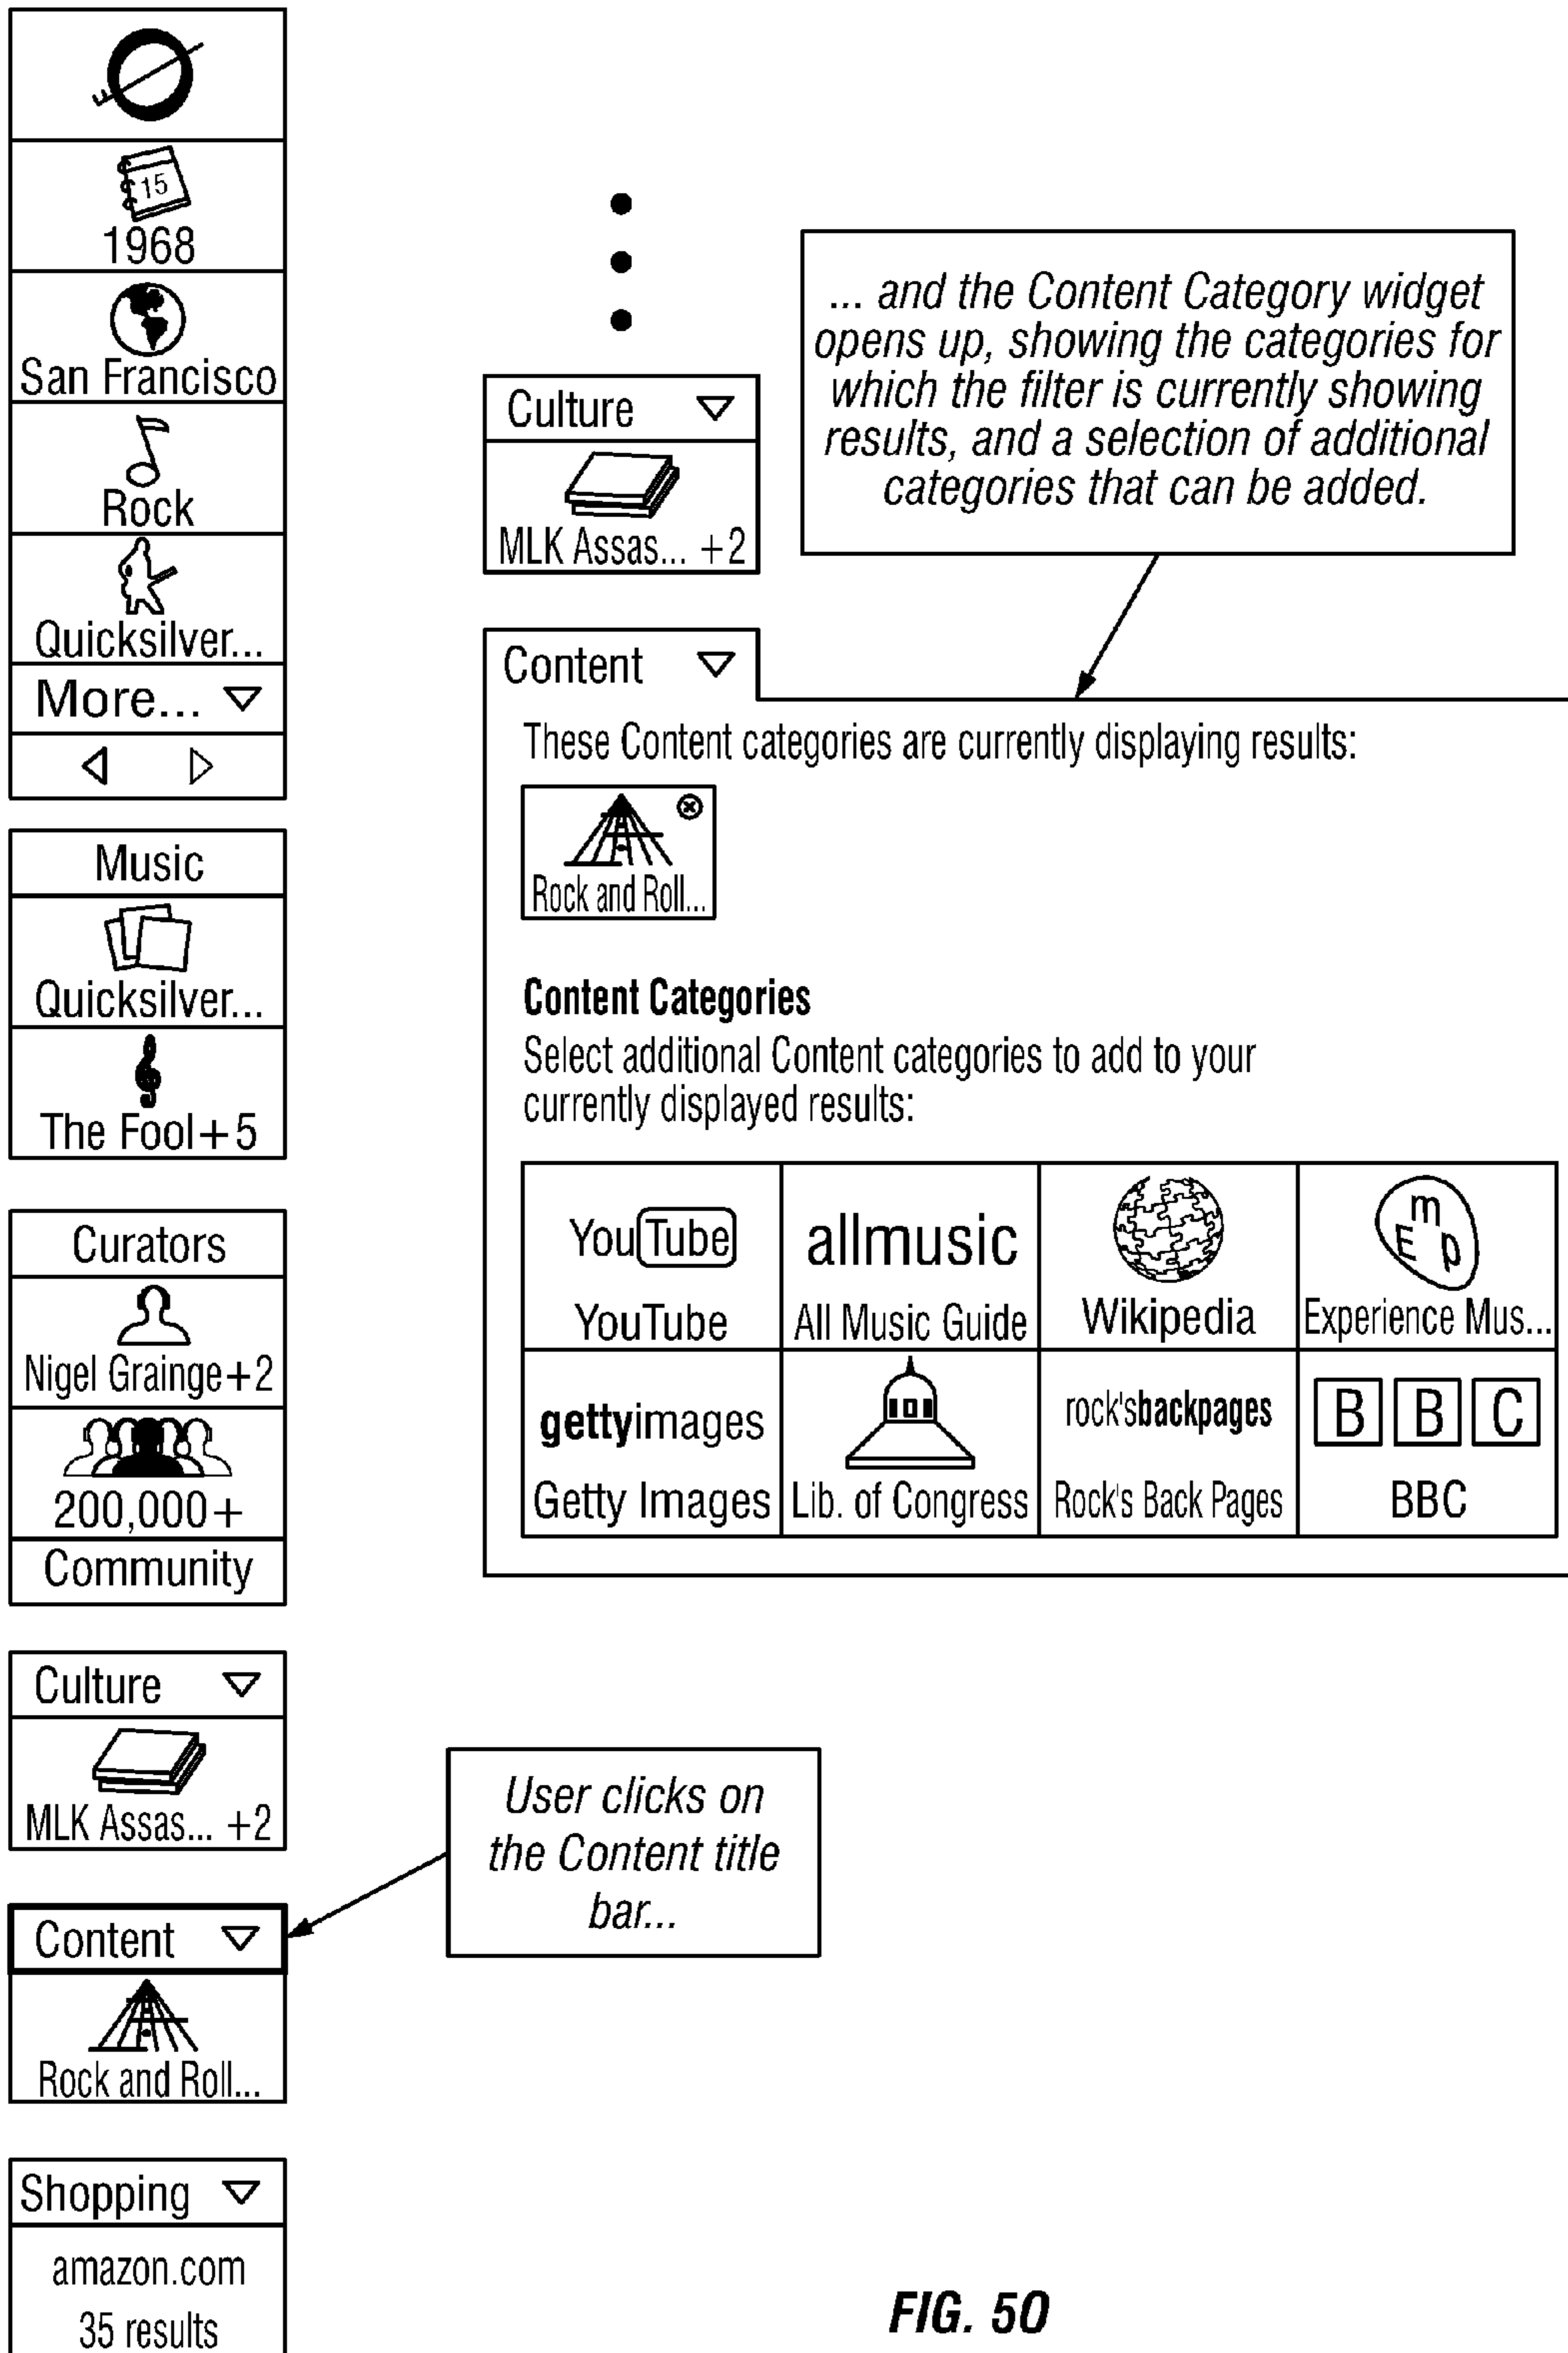 15
1968
San Francisco
Rock
Quicksilver...
More...
Music
Quicksilver...
The Fool+5
Curators
Nigel Grainge+2
200,000+
Community
Culture
MLK Assas... +2
Content
Rock and Roll...
Shopping
amazon.com
35 results
User clicks on
the Content title
bar...
Culture
MLK Assas... +2
... and the Content Category widget
opens up, showing the categories for
which the filter is currently showing
results, and a selection of additional
categories that can be added.
Content
These Content categories are currently displaying results:
Rock and Roll...
Content Categories
Select additional Content categories to add to your
currently displayed results:
YouTube
YouTube
allmusic
All Music Guide
Wikipedia
Emp
Experience Mus...
gettyimages
Getty Images
Lib. of Congress
rock'sbackpages
Rock's Back Pages
BBC
BBC
FIG. 50